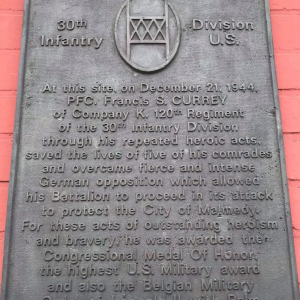 30th Division
Infantry U.S.
At this site, on December 21, 1944,
PFC. Francis S. CURREY
of Company K. 120th Regiment
of the 30th Infantry Division
through his repeated heroic acts,
saved the lives of five of his comrades
and overcame fierce and intense
German opposition which allowed
his Battalion to proceed in its attack
to protect the City of Malmedy.
For these acts of outstanding heroism
and bravery, he was awarded the
Congressional Medal Of Honor,
the highest U.S. Military award
and also the Belgian Military